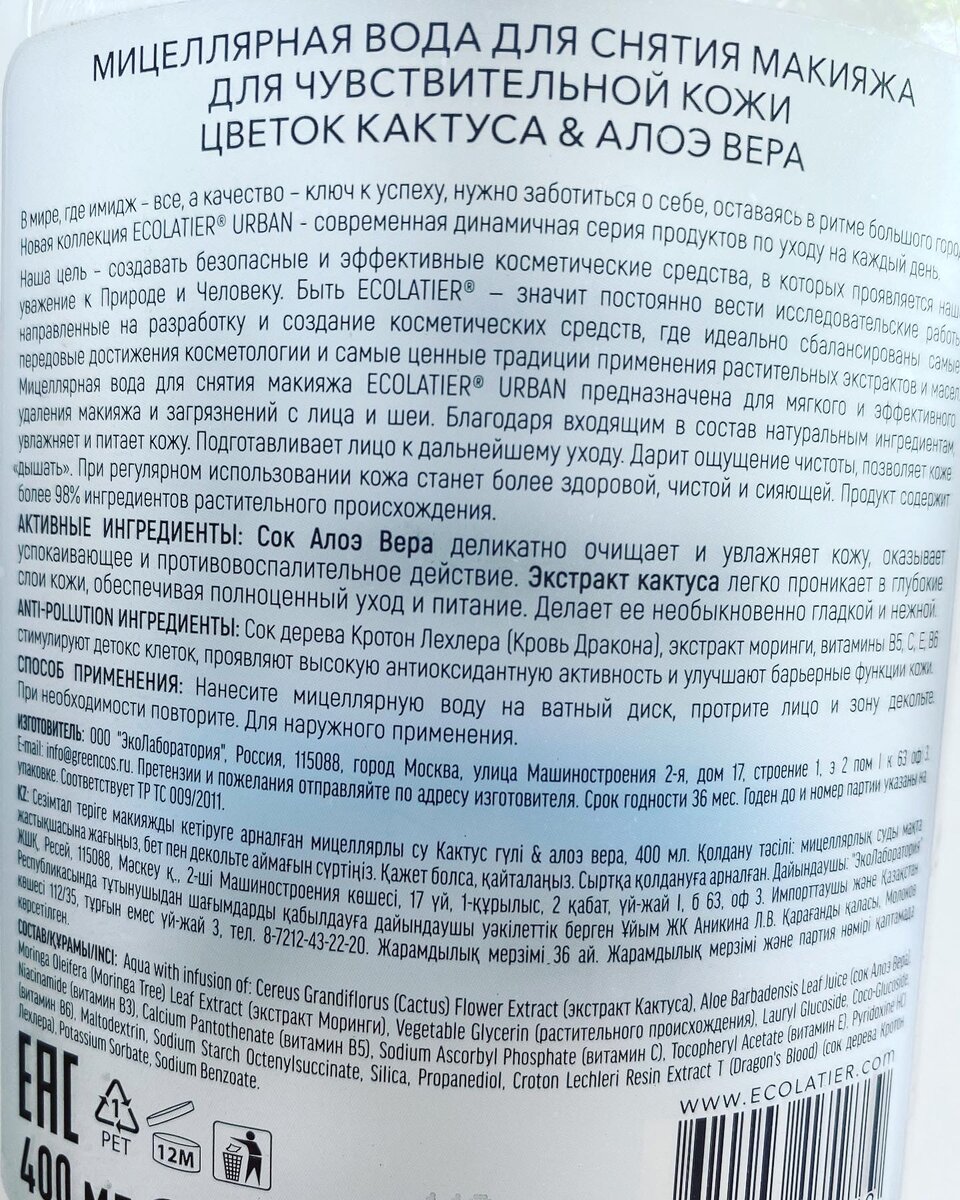 МИЦЕЛЛЯРНАЯ ВОДА ДЛЯ СНЯТИЯ МАКИЯЖА
ДЛЯ ЧУВСТВИТЕЛЬНОЙ КОЖИ
ЦВЕТОК КАКТУСА & АЛОЭ ВЕРА
В мире, где имидж – все, а качество – ключ к успеху, нужно заботиться о себе, оставаясь в ритме большого
Новая коллекция ECOLATIER® URBAN - современная динамичная серия продуктов по уходу на каждый день.
Наша цель – создавать безопасные и эффективные косметические средства, в которых проявляется
уважение к Природе и Человеку. Быть ECOLATIER® – значит постоянно вести исследовательские
направленные на разработку и создание косметических средств, где идеально сбалансированы самые
передовые достижения косметологии и самые ценные традиции применения растительных экстрактов и
Мицеллярная вода для снятия макияжа ECOLATIER® URBAN предназначена для мягкого и эффективного
удаления макияжа и загрязнений с лица и шеи. Благодаря входящим в состав натуральным ингредиентам,
увлажняет и питает кожу. Подготавливает лицо к дальнейшему уходу. Дарит ощущение чистоты, позволяет коже
«дышать». При регулярном использовании кожа станет более здоровой, чистой и сияющей. Продукт содержит
более 98% ингредиентов растительного происхождения.
АКТИВНЫЕ ИНГРЕДИЕНТЫ: Сок Алоэ Вера деликатно очищает и увлажняет кожу, оказывает
успокаивающее и противовоспалительное действие. Экстракт кактуса легко проникает в глубокие
слои кожи, обеспечивая полноценный уход и питание. Делает ее необыкновенно гладкой и нежной.
ANTI-POLLUTION ИНГРЕДИЕНТЫ: Сок дерева Кротон Лехлера (Кровь Дракона), экстракт моринги, витамины B5, C, E, B6
стимулируют детокс клеток, проявляют высокую антиоксидантную активность и улучшают барьерные функции кожи.
СПОСОБ ПРИМЕНЕНИЯ: Нанесите мицеллярную воду на ватный диск, протрите лицо и зону декольте.
При необходимости повторите. Для наружного применения.
ИЗГОТОВИТЕЛЬ: ООО "ЭкоЛаборатория", Россия, 115088, город Москва, улица Машиностроения 2-я, дом 17, строение 1, э 2 пом I к 63 оф 3.
E-mail: info@greencos.ru. Претензии и пожелания отправляйте по адресу изготовителя. Срок годности 36 мес. Годен до и номер партии указаны на
упаковке. Соответствует ТР ТС 009/2011.
KZ: Сезімтал теріге макияжды кетіруге арналған мицеллярлы су Кактус гүлі & алоэ вера, 400 мл. Қолдану тәсілі: мицеллярлық суды мақта
жастықшасына жағыңыз, бет пен декольте аймағын сүртіңіз. Қажет болса, қайталаңыз. Сыртқа қолдануға арналған. Дайындаушы: "ЭкоЛаборатория"
ЖШҚ, Ресей, 115088, Маскеу қ., 2-ші Машиностроения көшесі, 17 үй, 1-құрылыс, 2 қабат, үй-жай I, б 63, оф 3. Импорттаушы және Қазақстан
Республикасында тұтынушыдан шағымдарды қабылдауға дайындаушы уәкілеттік берген Ұйым ЖК Аникина Л.В. Қарағанды қаласы, Молоков
көшесі 112/35, тұрғын емес үй-жай 3, тел. 8-7212-43-22-20. Жарамдылық мерзімі 36 ай. Жарамдылық мерзімі және партия нөмірі қаптамада
көрсетілген.
СОСТАВ/ҚҰРАМЫ/INCI: Aqua with infusion of: Cereus Grandiflorus (Cactus) Flower Extract (экстракт Кактуса), Aloe Barbadensis Leaf Juice (сок Алоэ Вера),
Moringa Oleifera (Moringa Tree) Leaf Extract (экстракт Моринги), Vegetable Glycerin (растительного происхождения), Lauryl Glucoside, Coco-Glucoside,
Niacinamide (витамин B3), Calcium Pantothenate (витамин B5), Sodium Ascorbyl Phosphate (витамин C), Tocopheryl Acetate (витамин E), Pyridoxine HCl
(витамин B6), Maltodextrin, Sodium Starch Octenylsuccinate, Silica, Propanediol, Croton Lechleri Resin Extract T (Dragon's Blood) (сок дерева Кротон
Лехлера), Potassium Sorbate, Sodium Benzoate.
EAC
1
PET
12M
WWW.ECOLATIER.com
400